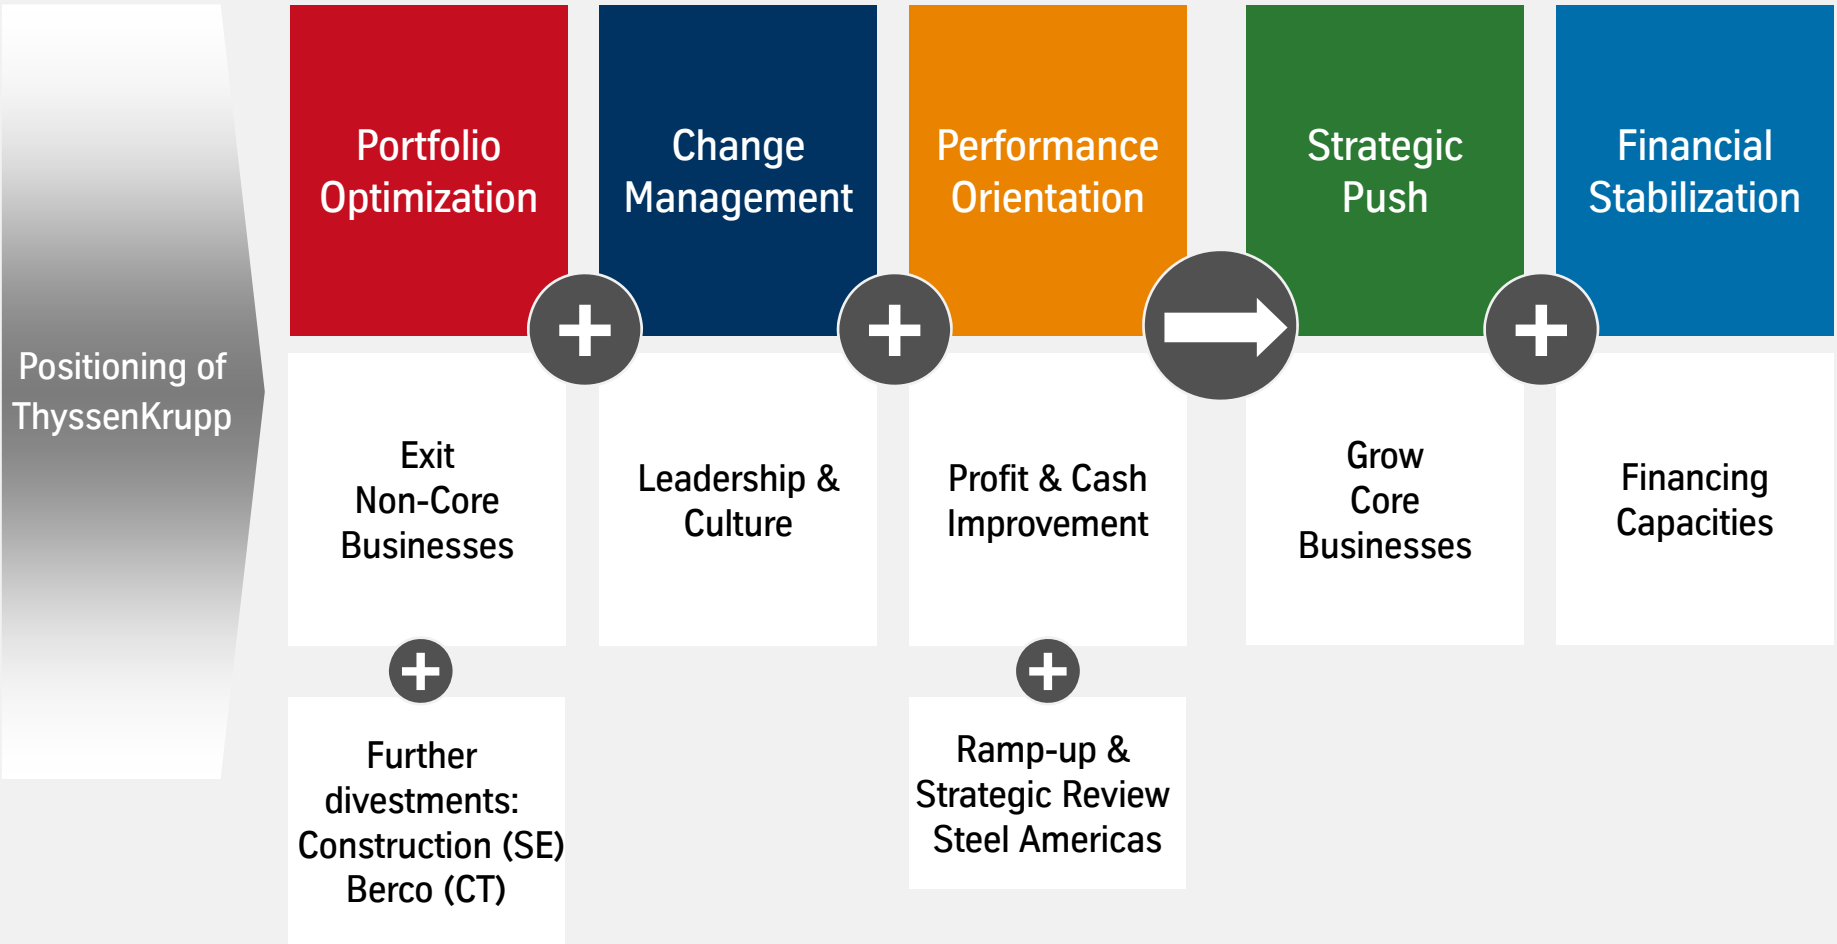 Positioning of
ThyssenKrupp
Portfolio
Optimization
Change
Management
Performance
Orientation
Strategic
Push
Financial
Stabilization
Exit
Non-Core
Businesses
Leadership &
Culture
Profit & Cash
Improvement
Grow
Core
Businesses
Financing
Capacities
Further
divestments:
Construction (SE)
Berco (CT)
Ramp-up &
Strategic Review
Steel Americas